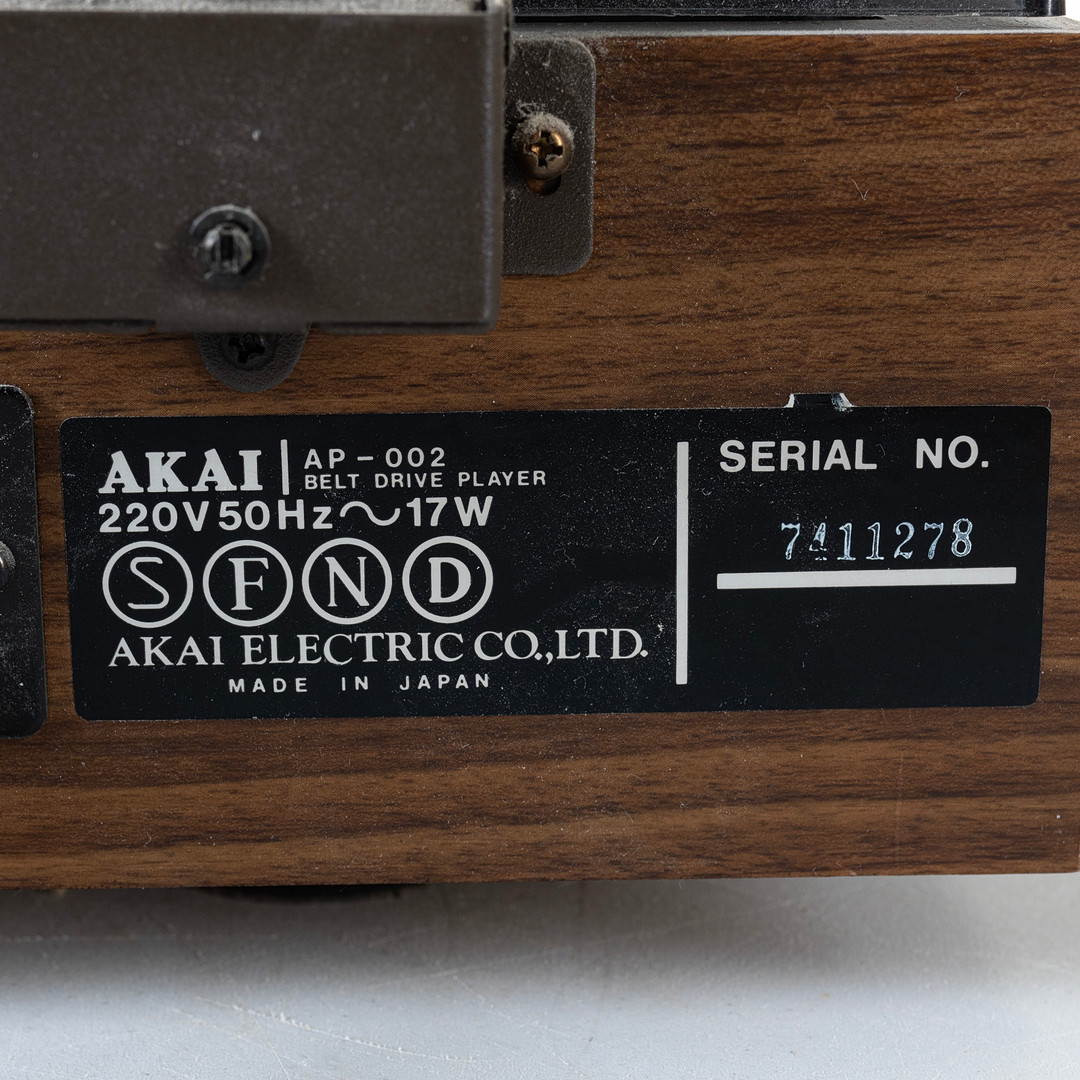 AKAI | AP-002
BELT DRIVE PLAYER
220V 50Hz～17W
S F N D
AKAI ELECTRIC CO.,LTD.
MADE IN JAPAN
SERIAL NO.
7411278